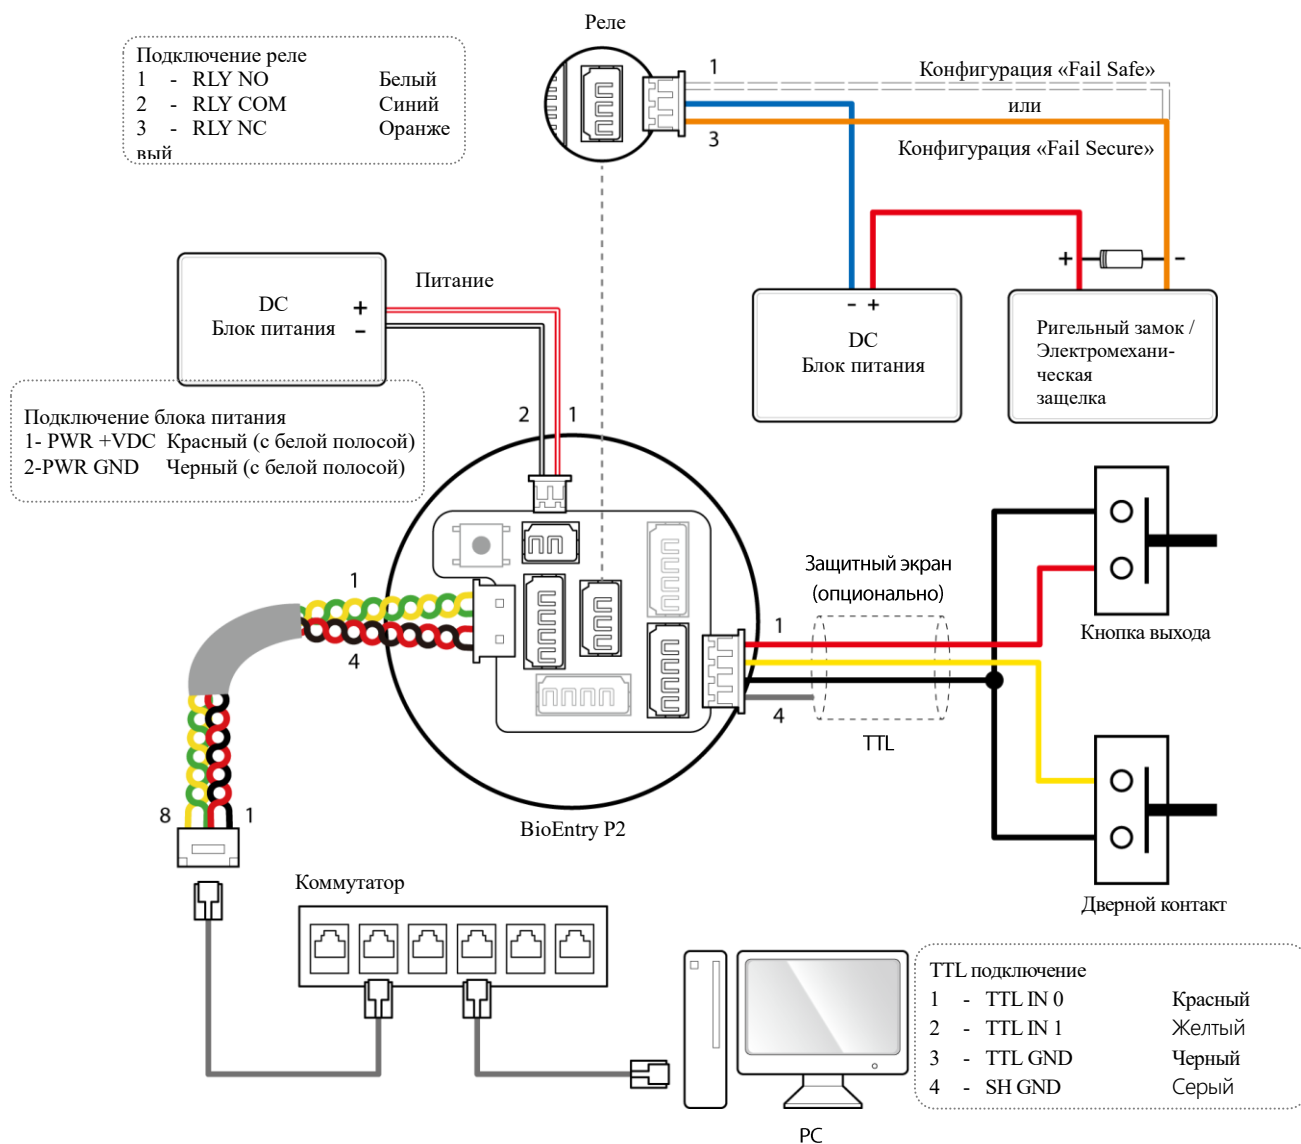 Реле
Подключение реле
1 - RLY NO Белый
2 - RLY COM Синий
3 - RLY NC Оранже
вый
1
3
Конфигурация «Fail Safe»
или
Конфигурация «Fail Secure»
+ -
- +
DC
Блок питания
Ригельный замок /
Электромехани-
ческая
защелка
DC
Блок питания
+
-
Питание
Подключение блока питания
1- PWR +VDC Красный (с белой полосой)
2-PWR GND Черный (с белой полосой)
2 1
1
4
8 1
BioEntry P2
Защитный экран
(опционально)
1
4
TTL
Кнопка выхода
Дверной контакт
Коммутатор
PC
TTL подключение
1 - TTL IN 0 Красный
2 - TTL IN 1 Желтый
3 - TTL GND Черный
4 - SH GND Серый